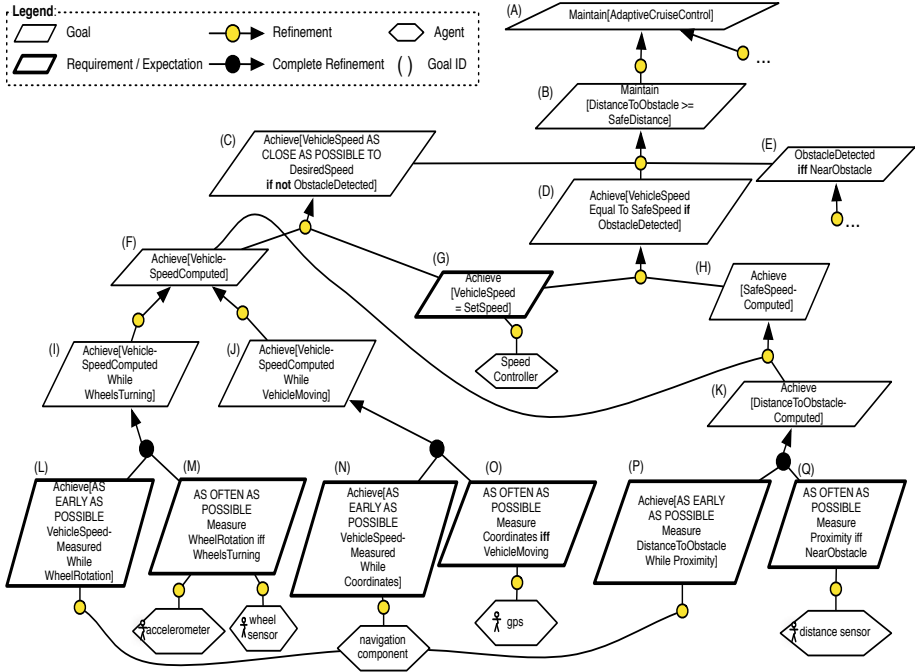 Legend:
Goal
Refinement
Agent
Requirement / Expectation
Complete Refinement
( )
Goal ID
(A)
Maintain[AdaptiveCruiseControl]
...
(B)
Maintain
[DistanceToObstacle >=
SafeDistance]
(C)
Achieve[VehicleSpeed AS
CLOSE AS POSSIBLE TO
DesiredSpeed
if not ObstacleDetected]
(E)
ObstacleDetected
iff NearObstacle
...
(D)
Achieve[VehicleSpeed
Equal To SafeSpeed if
ObstacleDetected]
(F)
Achieve[Vehicle-
SpeedComputed]
(G)
Achieve
[VehicleSpeed
= SetSpeed]
(H)
Achieve
[SafeSpeed-
Computed]
Speed
Controller
(I)
Achieve[Vehicle-
SpeedComputed
While
WheelsTurning]
(J)
Achieve[Vehicle-
SpeedComputed
While
VehicleMoving]
(K)
Achieve
[DistanceToObstacle-
Computed]
(L)
Achieve[AS
EARLY AS
POSSIBLE
VehicleSpeed-
Measured
While
WheelRotation]
(M)
AS OFTEN AS
POSSIBLE
Measure
WheelRotation iff
WheelsTurning
(N)
Achieve[AS
EARLY AS
POSSIBLE
VehicleSpeed-
Measured
While
Coordinates]
(O)
AS OFTEN AS
POSSIBLE
Measure
Coordinates iff
VehicleMoving
(P)
Achieve[AS EARLY
AS POSSIBLE
Measure
DistanceToObstacle
While Proximity]
(Q)
AS OFTEN AS
POSSIBLE
Measure
Proximity iff
NearObstacle
accelerometer
wheel
sensor
navigation
component
gps
distance sensor